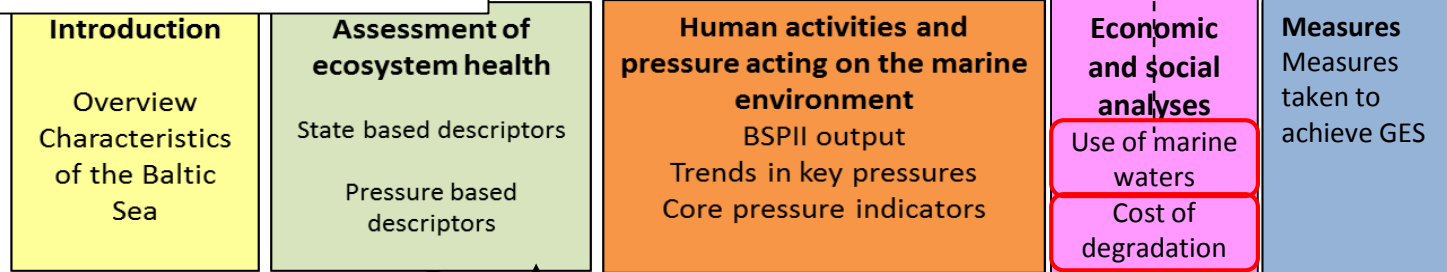 Introduction
Overview
Characteristics
of the Baltic
Sea
Assessment of
ecosystem health
State based descriptors
Pressure based
descriptors
Human activities and
pressure acting on the marine
environment
BSPII output
Trends in key pressures
Core pressure indicators
Economic
and social
analyses
Use of marine
waters
Cost of
degradation
Measures
Measures
taken to
achieve GES